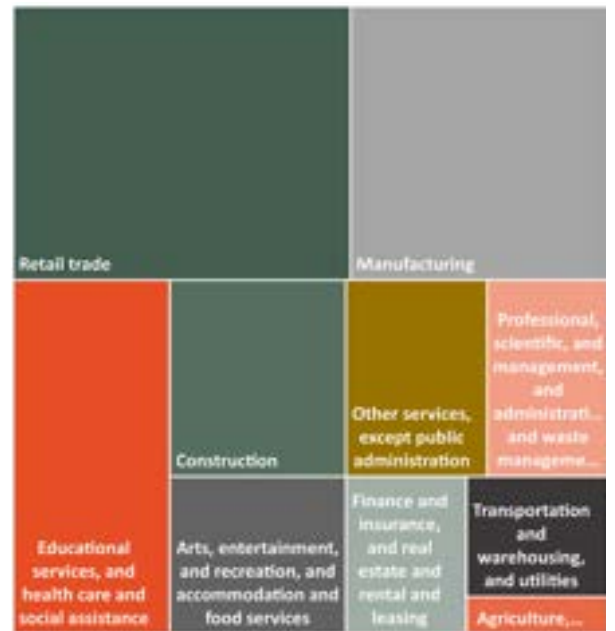 Retail trade
Manufacturing
Educational
services, and
health care and
social assistance
Construction
Other services,
except public
administration
Professional,
scientific, and
management,
and
administrati...
and waste
manageme...
Arts, entertainment,
and recreation, and
accommodation and
food services
Finance and
insurance,
and real
estate and
rental and
leasing
Transportation
and
warehousing,
and utilities
Agriculture,...